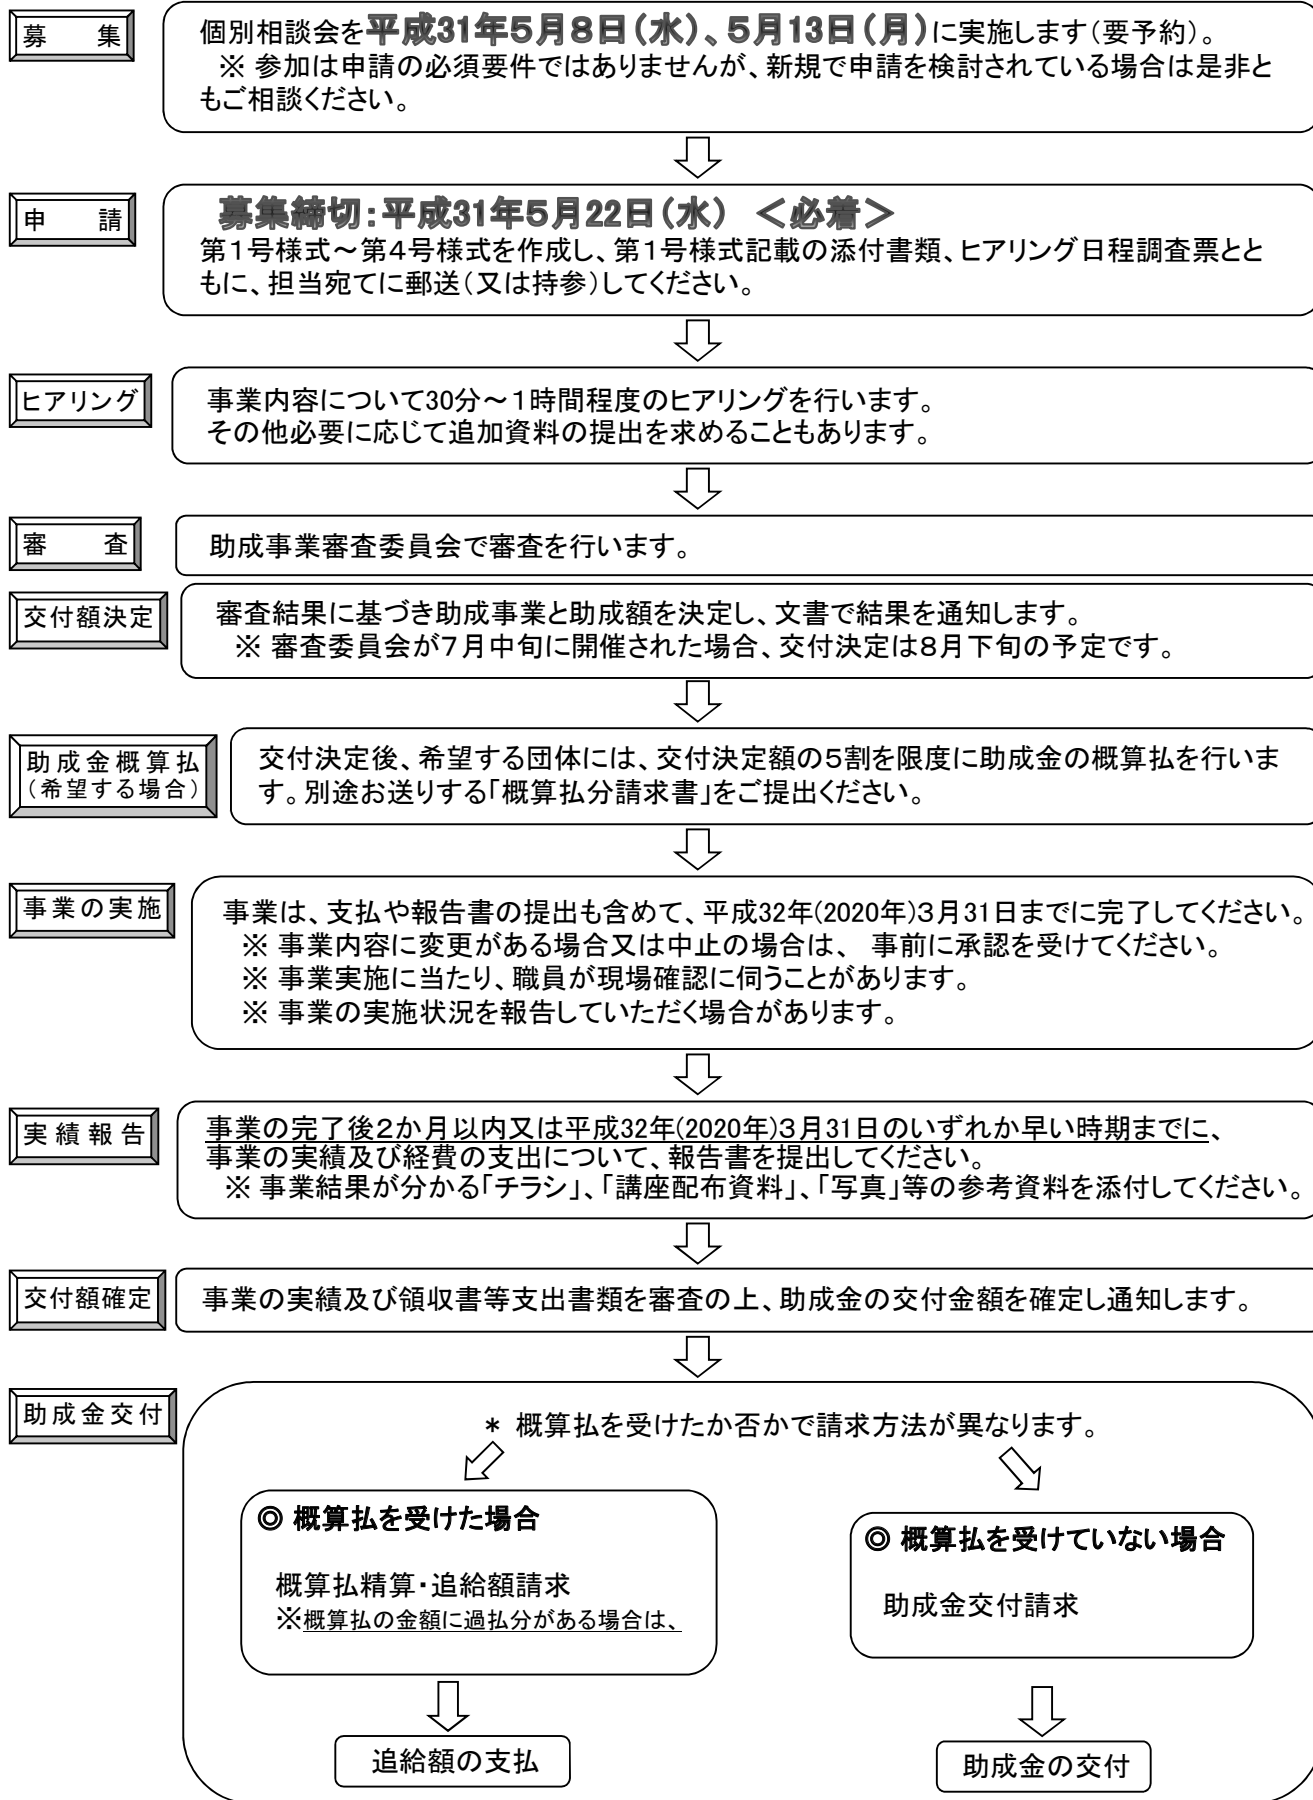 募　集
個別相談会を平成31年5月8日(水)、5月13日(月)に実施します(要予約)。
※ 参加は申請の必須要件ではありませんが、新規で申請を検討されている場合は是非と
もご相談ください。
申　請
募集締切:平成31年5月22日(水)　＜必着＞
第1号様式～第4号様式を作成し、第1号様式記載の添付書類、ヒアリング日程調査票とと
もに、担当宛てに郵送(又は持参)してください。
ヒアリング
事業内容について30分～1時間程度のヒアリングを行います。
その他必要に応じて追加資料の提出を求めることもあります。
審　査
助成事業審査委員会で審査を行います。
交付額決定
審査結果に基づき助成事業と助成額を決定し、文書で結果を通知します。
※ 審査委員会が7月中旬に開催された場合、交付決定は8月下旬の予定です。
助成金概算払
(希望する場合)
交付決定後、希望する団体には、交付決定額の5割を限度に助成金の概算払を行いま
す。別途お送りする「概算払分請求書」をご提出ください。
事業の実施
事業は、支払や報告書の提出も含めて、平成32年(2020年)3月31日までに完了してください。
※ 事業内容に変更がある場合又は中止の場合は、 事前に承認を受けてください。
※ 事業実施に当たり、職員が現場確認に伺うことがあります。
※ 事業の実施状況を報告していただく場合があります。
実績報告
事業の完了後2か月以内又は平成32年(2020年)3月31日のいずれか早い時期までに、
事業の実績及び経費の支出について、報告書を提出してください。
※ 事業結果が分かる「チラシ」、「講座配布資料」、「写真」等の参考資料を添付してください。
交付額確定
事業の実績及び領収書等支出書類を審査の上、助成金の交付金額を確定し通知します。
助成金交付
* 概算払を受けたか否かで請求方法が異なります。
◎ 概算払を受けた場合
概算払精算・追給額請求
※概算払の金額に過払分がある場合は、
追給額の支払
◎ 概算払を受けていない場合
助成金交付請求
助成金の交付